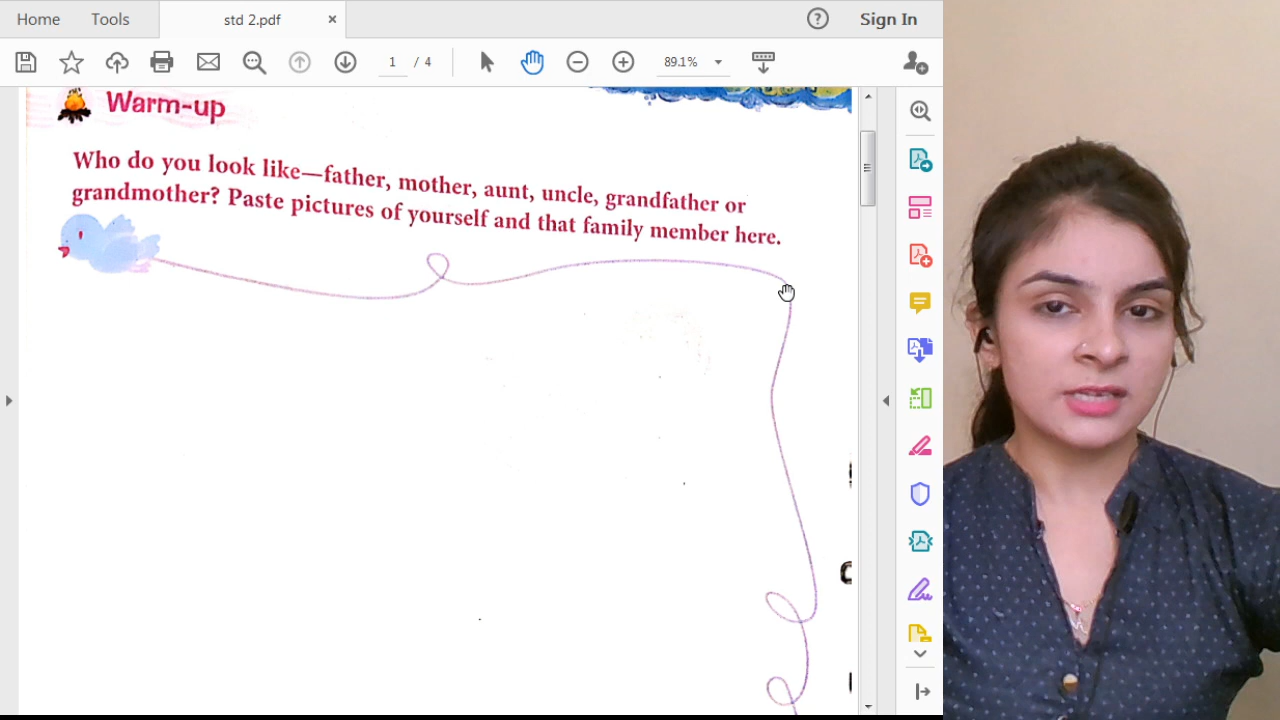 Home Tools std 2.pdf × ? Sign In
1 / 4 89.1%
Warm-up
Who do you look like—father, mother, aunt, uncle, grandfather or
grandmother? Paste pictures of yourself and that family member here.